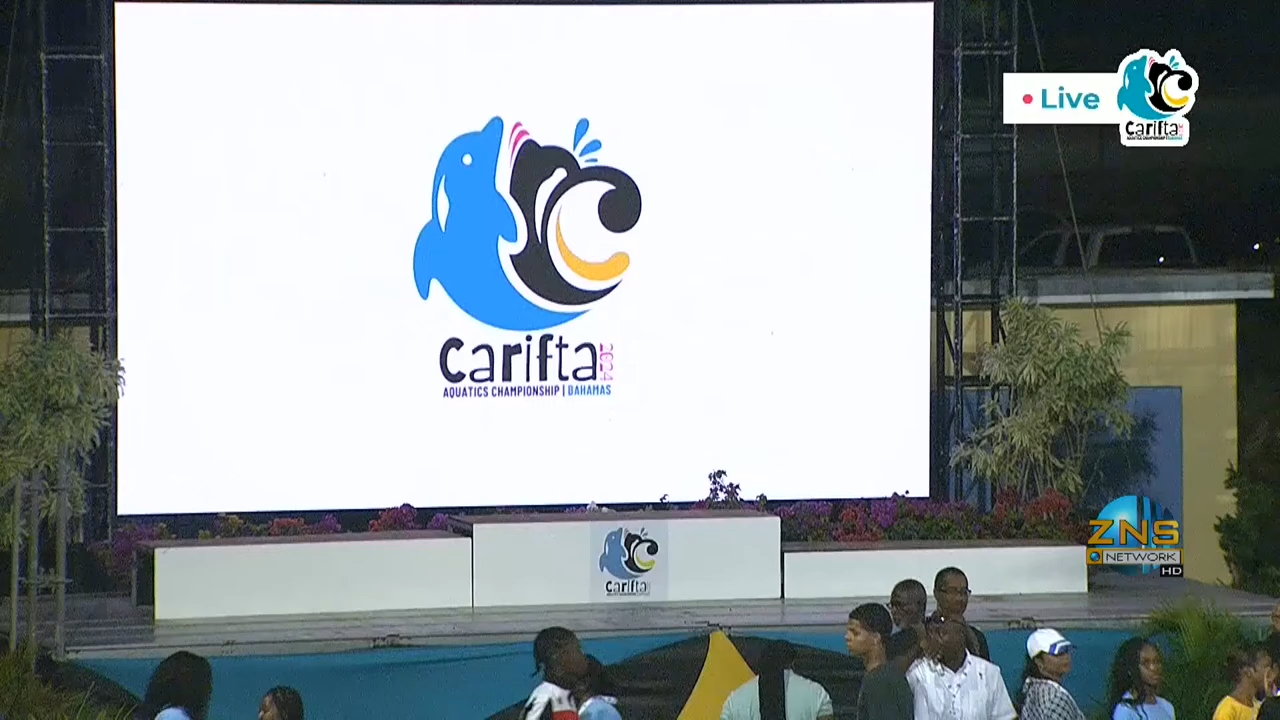 Live
carifta
carifta 2024
AQUATICS CHAMPIONSHIP | BAHAMAS
carifta
ZNS
NETWORK
HD